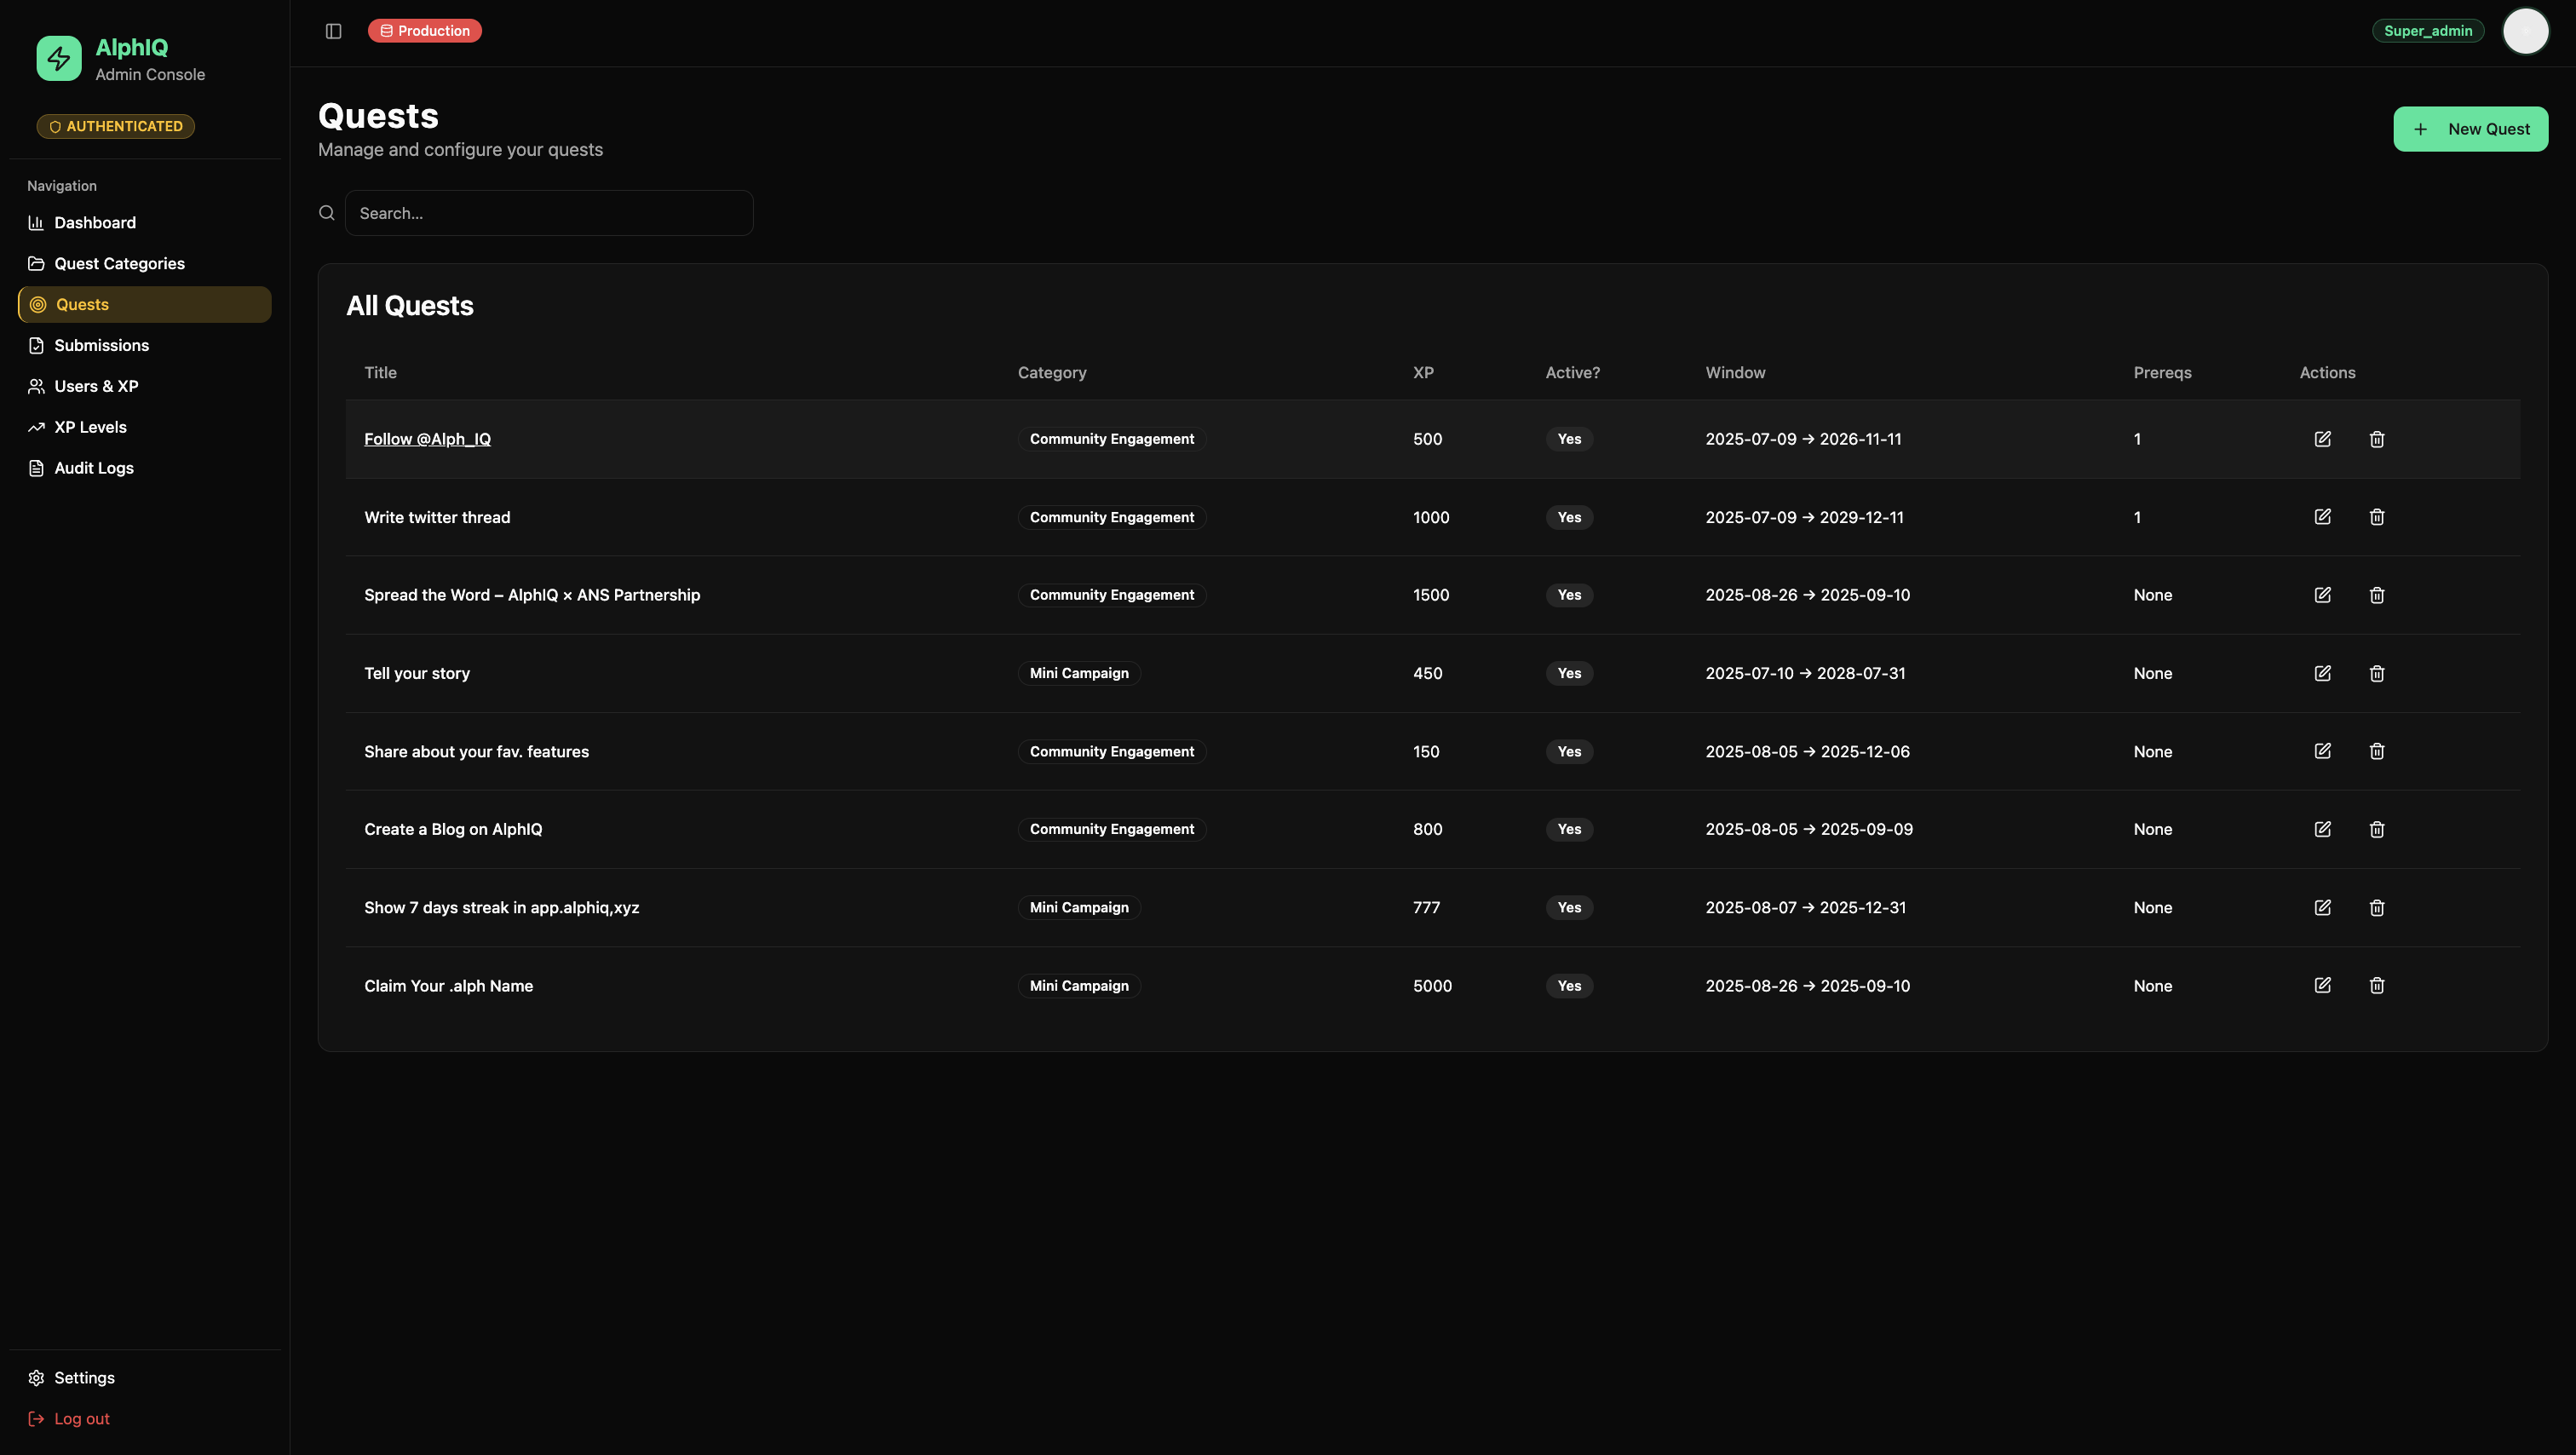 AlphIQ
Admin Console
AUTHENTICATED
Navigation
Dashboard
Quest Categories
Quests
Submissions
Users & XP
XP Levels
Audit Logs
Settings
Log out
Production
Super_admin
Quests
Manage and configure your quests
New Quest
Search...
All Quests
Title Category XP Active? Window Prereqs Actions
Follow @Alph_IQ Community Engagement 500 Yes 2025-07-09 → 2026-11-11 1
Write twitter thread Community Engagement 1000 Yes 2025-07-09 → 2029-12-11 1
Spread the Word – AlphIQ × ANS Partnership Community Engagement 1500 Yes 2025-08-26 → 2025-09-10 None
Tell your story Mini Campaign 450 Yes 2025-07-10 → 2028-07-31 None
Share about your fav. features Community Engagement 150 Yes 2025-08-05 → 2025-12-06 None
Create a Blog on AlphIQ Community Engagement 800 Yes 2025-08-05 → 2025-09-09 None
Show 7 days streak in app.alphiq,xyz Mini Campaign 777 Yes 2025-08-07 → 2025-12-31 None
Claim Your .alph Name Mini Campaign 5000 Yes 2025-08-26 → 2025-09-10 None